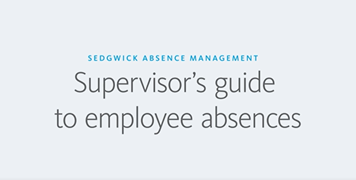 SEDGWICK ABSENCE MANAGEMENT
Supervisor’s guide
to employee absences